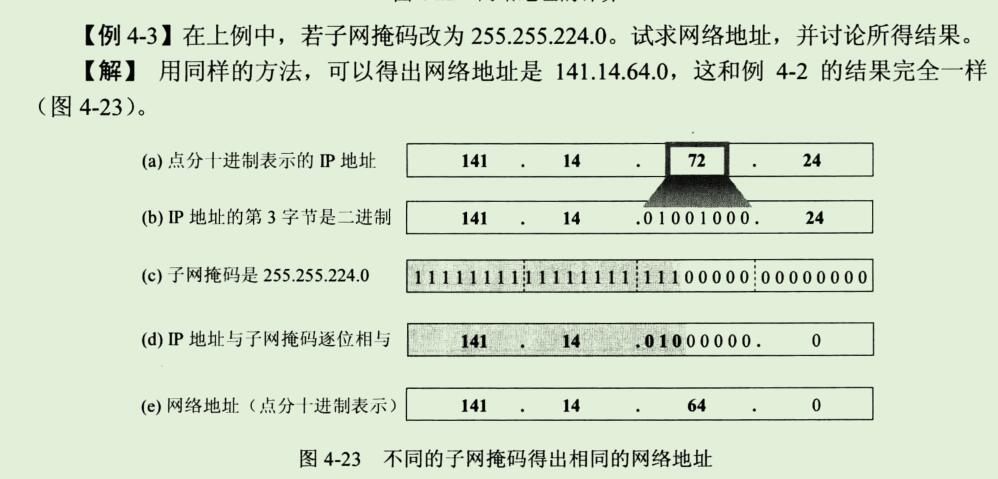 【例 4-3】在上例中，若子网掩码改为 255.255.224.0。试求网络地址，并讨论所得结果。
【解】 用同样的方法，可以得出网络地址是 141.14.64.0，这和例 4-2 的结果完全一样
（图 4-23）。
(a) 点分十进制表示的 IP 地址 141 . 14 . 72 . 24
(b) IP 地址的第 3 字节是二进制 141 . 14 .01001000. 24
(c) 子网掩码是 255.255.224.0 11111111 11111111 11100000 00000000
(d) IP 地址与子网掩码逐位相与 141 . 14 .01000000. 0
(e) 网络地址（点分十进制表示） 141 . 14 . 64 . 0
图 4-23 不同的子网掩码得出相同的网络地址